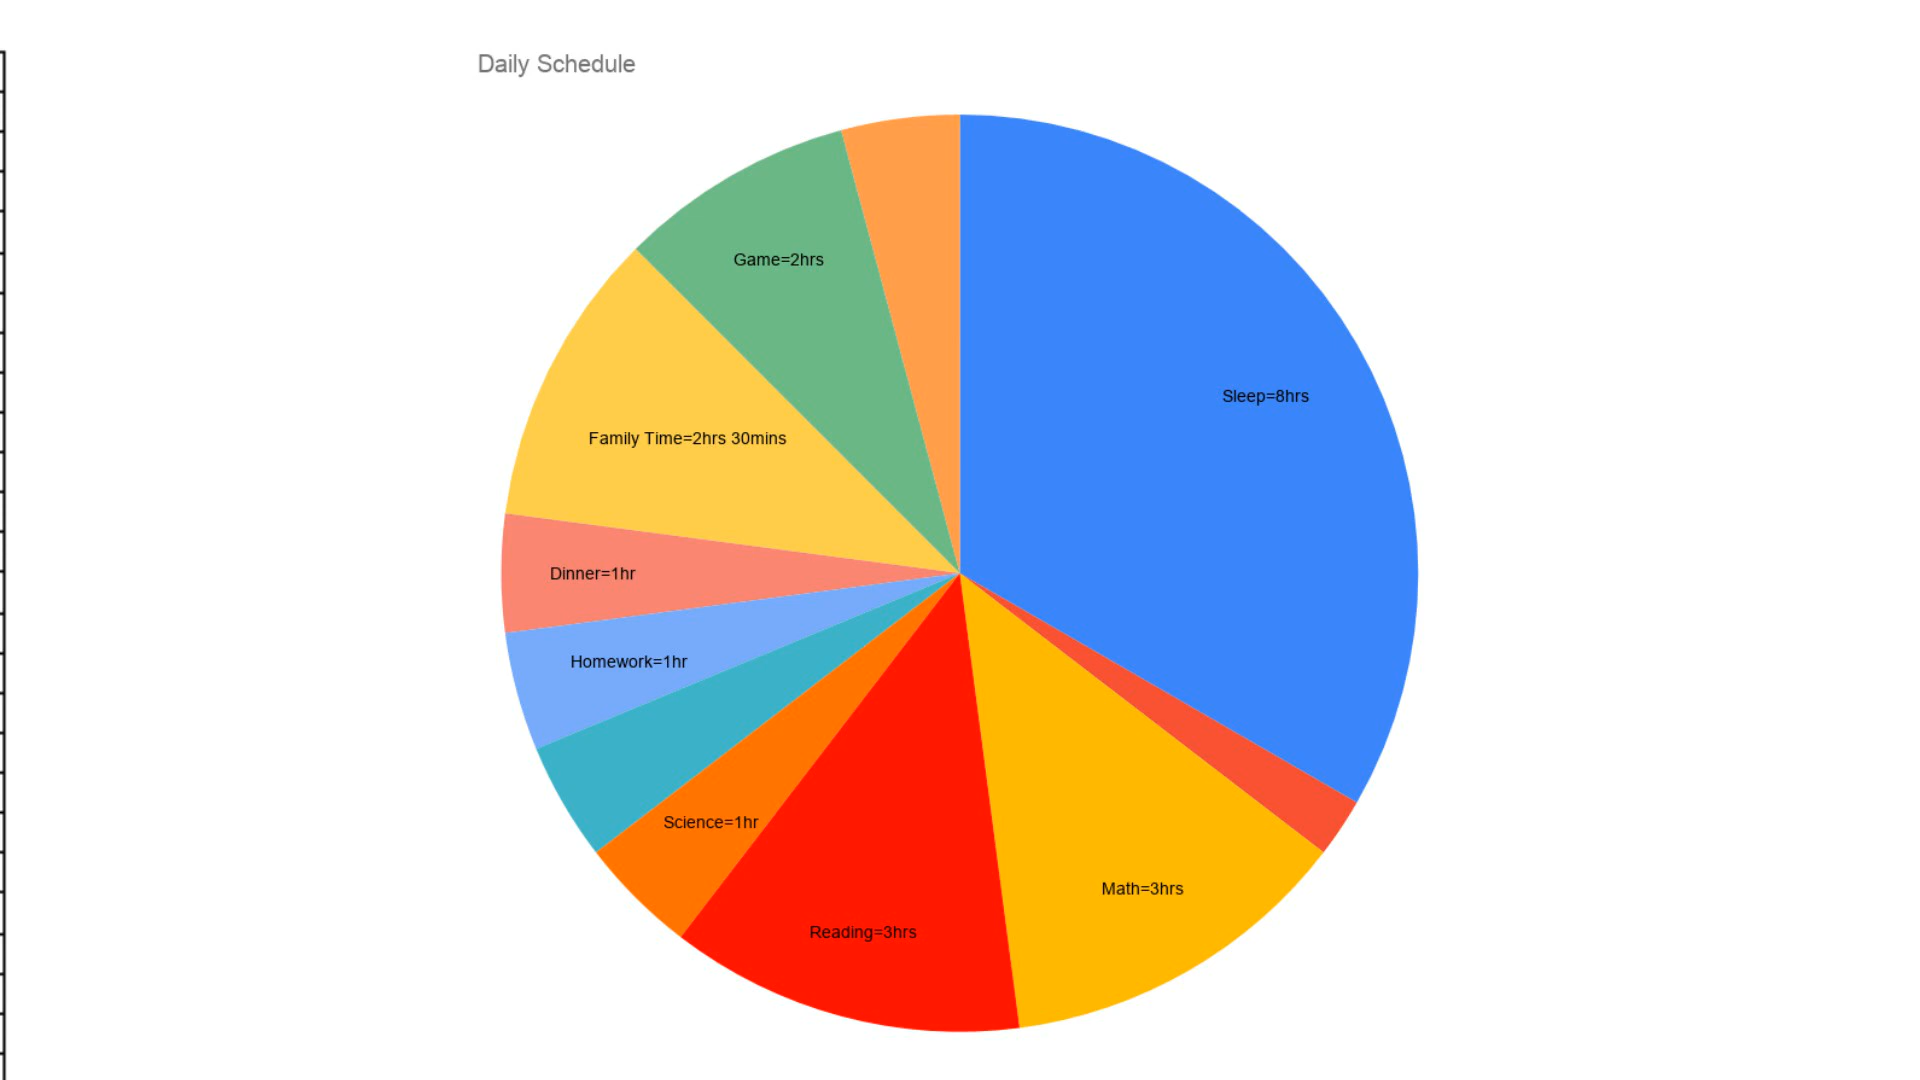 Daily Schedule
Game=2hrs
Sleep=8hrs
Family Time=2hrs 30mins
Dinner=1hr
Homework=1hr
Science=1hr
Math=3hrs
Reading=3hrs